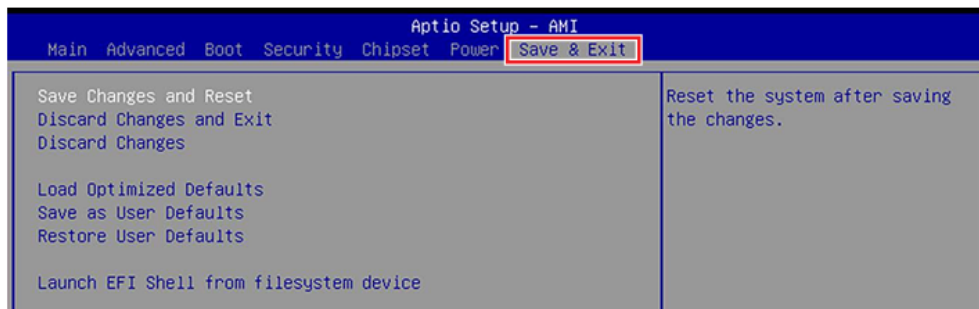 Aptio Setup - AMI
Main Advanced Boot Security Chipset Power Save & Exit
Save Changes and Reset
Discard Changes and Exit
Discard Changes
Load Optimized Defaults
Save as User Defaults
Restore User Defaults
Launch EFI Shell from filesystem device
Reset the system after saving
the changes.